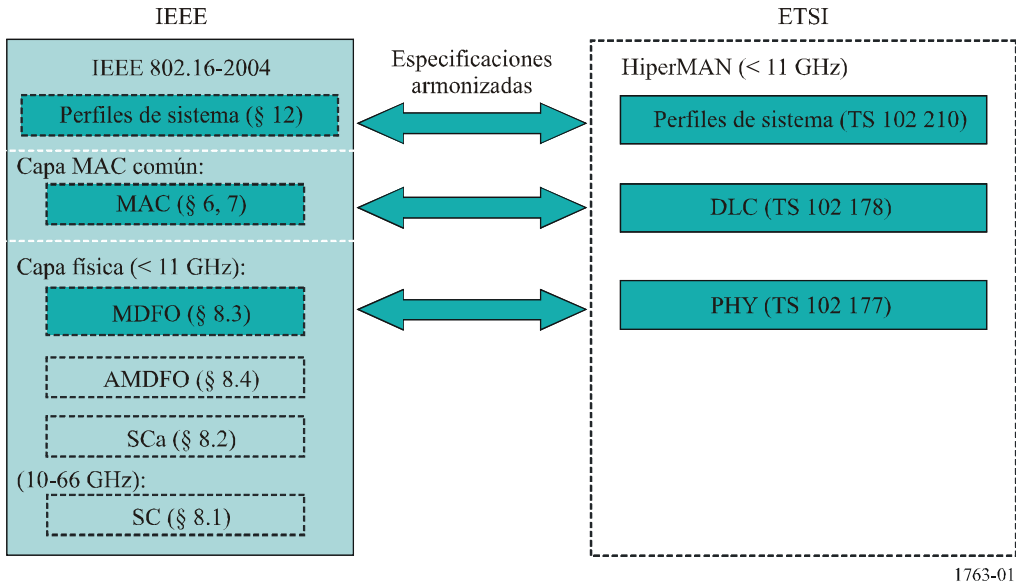 IEEE
ETSI
IEEE 802.16-2004
Perfiles de sistema (§ 12)
Capa MAC común:
MAC (§ 6, 7)
Capa física (< 11 GHz):
MDFO (§ 8.3)
AMDFO (§ 8.4)
SCa (§ 8.2)
(10-66 GHz):
SC (§ 8.1)
Especificaciones
armonizadas
HiperMAN (< 11 GHz)
Perfiles de sistema (TS 102 210)
DLC (TS 102 178)
PHY (TS 102 177)
1763-01